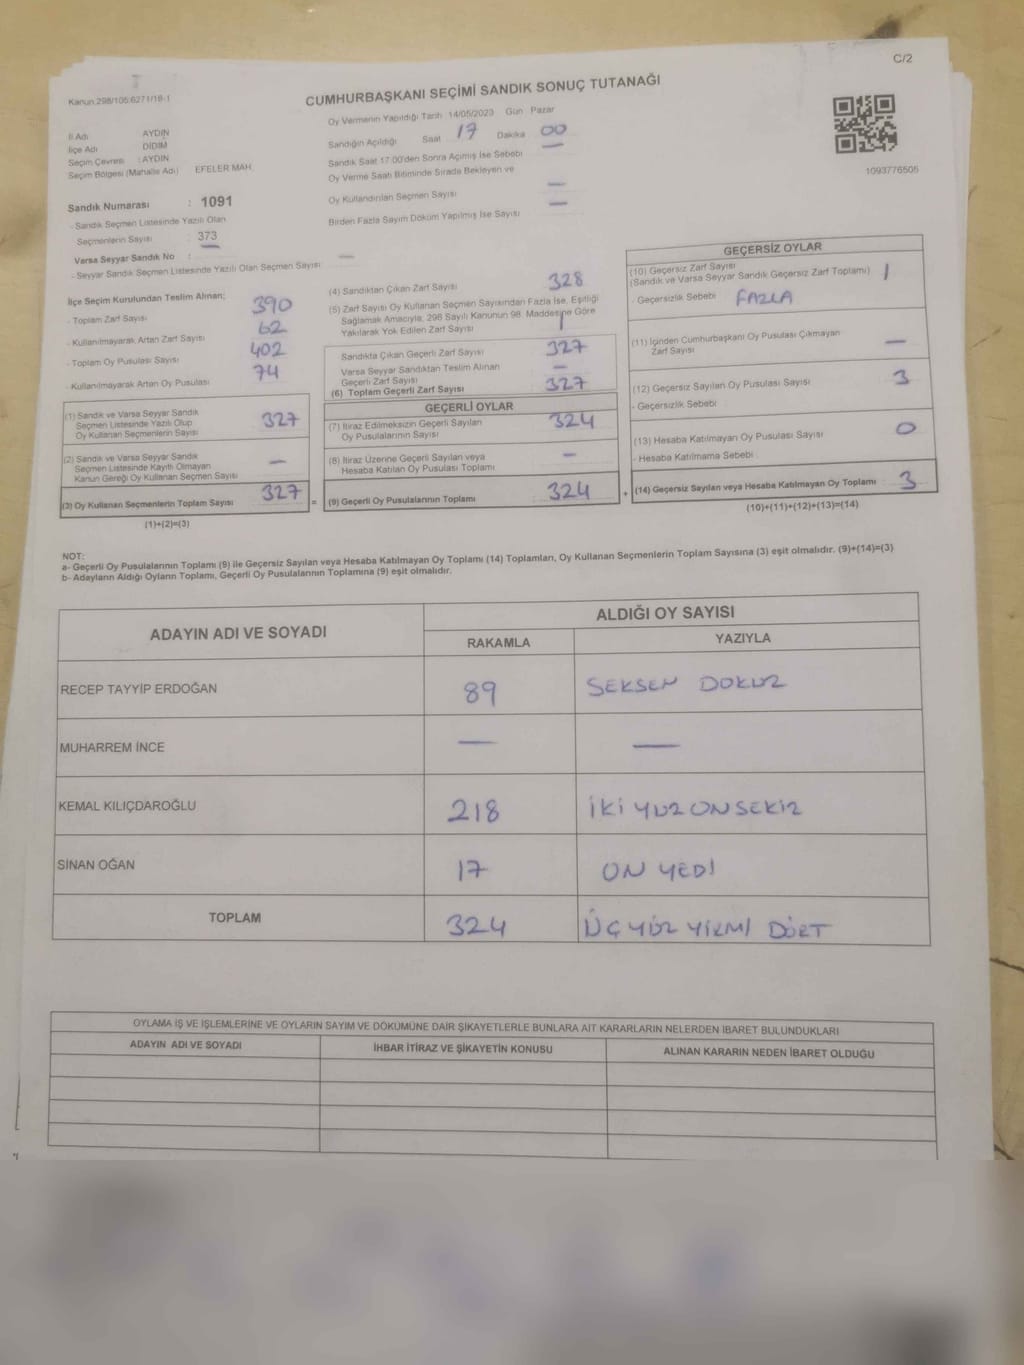 C/2
Kanun 298/105 6271/18-1
CUMHURBAŞKANI SEÇİMİ SANDIK SONUÇ TUTANAĞI
Oy Vermenin Yapıldığı Tarih 14/05/2023 Gün Pazar
İl Adı AYDIN
İlçe Adı DİDİM
Seçim Çevresi : AYDIN
Seçim Bölgesi (Mahalle Adı) EFELER MAH.
Sandığın Açıldığı Saat 17 Dakika 00
Sandık Saat 17.00'den Sonra Açılmış İse Sebebi —
Oy Verme Saati Bitiminde Sırada Bekleyen ve
Oy Kullandırılan Seçmen Sayısı —
Birden Fazla Sayım Döküm Yapılmış İse Sayısı —
1093776505
Sandık Numarası : 1091
- Sandık Seçmen Listesinde Yazılı Olan
Seçmenlerin Sayısı : 373
Varsa Seyyar Sandık No : —
- Seyyar Sandık Seçmen Listesinde Yazılı Olan Seçmen Sayısı: —
İlçe Seçim Kurulundan Teslim Alınan;
- Toplam Zarf Sayısı 390
- Kullanılmayarak Artan Zarf Sayısı 62
- Toplam Oy Pusulası Sayısı 402
- Kullanılmayarak Artan Oy Pusulası 74
(1) Sandık ve Varsa Seyyar Sandık
Seçmen Listesinde Yazılı Olup
Oy Kullanan Seçmenlerin Sayısı 327
(2) Sandık ve Varsa Seyyar Sandık
Seçmen Listesinde Kayıtlı Olmayan
Kanun Gereği Oy Kullanan Seçmen Sayısı —
(3) Oy Kullanan Seçmenlerin Toplam Sayısı 327 =
(1)+(2)=(3)
(4) Sandıktan Çıkan Zarf Sayısı 328
(5) Zarf Sayısı Oy Kullanan Seçmen Sayısından Fazla İse, Eşitliği
Sağlamak Amacıyla, 298 Sayılı Kanunun 98. Maddesine Göre
Yakılarak Yok Edilen Zarf Sayısı 1
Sandıkta Çıkan Geçerli Zarf Sayısı 327
Varsa Seyyar Sandıktan Teslim Alınan
Geçerli Zarf Sayısı —
(6) Toplam Geçerli Zarf Sayısı 327
GEÇERLİ OYLAR
(7) İtiraz Edilmeksizin Geçerli Sayılan
Oy Pusulalarının Sayısı 324
(8) İtiraz Üzerine Geçerli Sayılan veya
Hesaba Katılan Oy Pusulası Toplamı —
(9) Geçerli Oy Pusulalarının Toplamı 324 +
GEÇERSİZ OYLAR
(10) Geçersiz Zarf Sayısı
(Sandık ve Varsa Seyyar Sandık Geçersiz Zarf Toplamı) 1
- Geçersizlik Sebebi FAZLA
(11) İçinden Cumhurbaşkanı Oy Pusulası Çıkmayan
Zarf Sayısı —
(12) Geçersiz Sayılan Oy Pusulası Sayısı 3
- Geçersizlik Sebebi
(13) Hesaba Katılmayan Oy Pusulası Sayısı 0
- Hesaba Katılmama Sebebi
(14) Geçersiz Sayılan veya Hesaba Katılmayan Oy Toplamı 3
(10)+(11)+(12)+(13)=(14)
NOT:
a- Geçerli Oy Pusulalarının Toplamı (9) ile Geçersiz Sayılan veya Hesaba Katılmayan Oy Toplamı (14) Toplamları, Oy Kullanan Seçmenlerin Toplam Sayısına (3) eşit olmalıdır. (9)+(14)=(3)
b- Adayların Aldığı Oyların Toplamı, Geçerli Oy Pusulalarının Toplamına (9) eşit olmalıdır.
ADAYIN ADI VE SOYADI ALDIĞI OY SAYISI
RAKAMLA YAZIYLA
RECEP TAYYİP ERDOĞAN 89 SEKSEN DOKUZ
MUHARREM İNCE — —
KEMAL KILIÇDAROĞLU 218 İKİ YUZ ONSEKİZ
SİNAN OĞAN 17 ON YEDİ
TOPLAM 324 ÜÇ YÜZ YİRMİ DÖRT
OYLAMA İŞ VE İŞLEMLERİNE VE OYLARIN SAYIM VE DÖKÜMÜNE DAİR ŞİKAYETLERLE BUNLARA AİT KARARLARIN NELERDEN İBARET BULUNDUKLARI
ADAYIN ADI VE SOYADI İHBAR İTİRAZ VE ŞİKAYETİN KONUSU ALINAN KARARIN NEDEN İBARET OLDUĞU